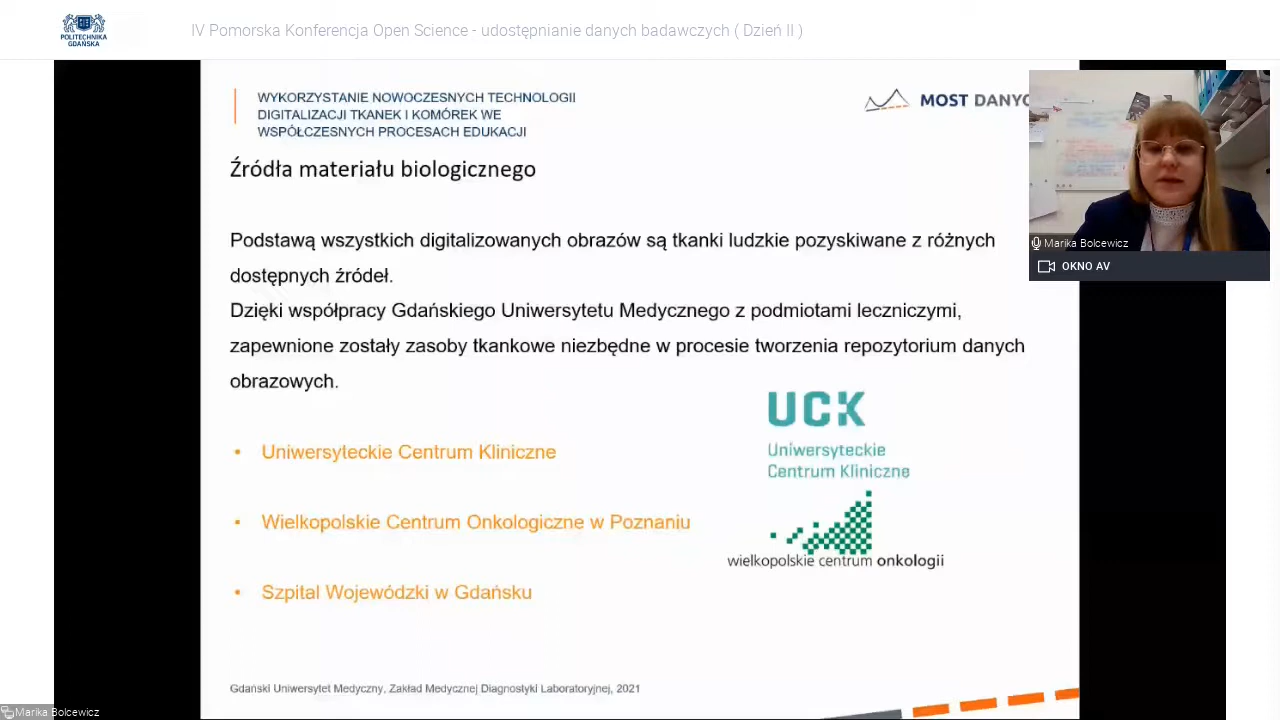 POLITECHNIKA
GDAŃSKA
IV Pomorska Konferencja Open Science - udostępnianie danych badawczych ( Dzień II )
WYKORZYSTANIE NOWOCZESNYCH TECHNOLOGII
DIGITALIZACJI TKANEK I KOMÓREK WE
WSPÓŁCZESNYCH PROCESACH EDUKACJI
MOST DANYC
Źródła materiału biologicznego
Marika Bolcewicz
OKNO AV
Podstawą wszystkich digitalizowanych obrazów są tkanki ludzkie pozyskiwane z różnych
dostępnych źródeł.
Dzięki współpracy Gdańskiego Uniwersytetu Medycznego z podmiotami leczniczymi,
zapewnione zostały zasoby tkankowe niezbędne w procesie tworzenia repozytorium danych
obrazowych.
UCK
Uniwersyteckie
Centrum Kliniczne
• Uniwersyteckie Centrum Kliniczne
• Wielkopolskie Centrum Onkologiczne w Poznaniu
wielkopolskie centrum onkologii
• Szpital Wojewódzki w Gdańsku
Gdański Uniwersytet Medyczny, Zakład Medycznej Diagnostyki Laboratoryjnej, 2021
Marika Bolcewicz